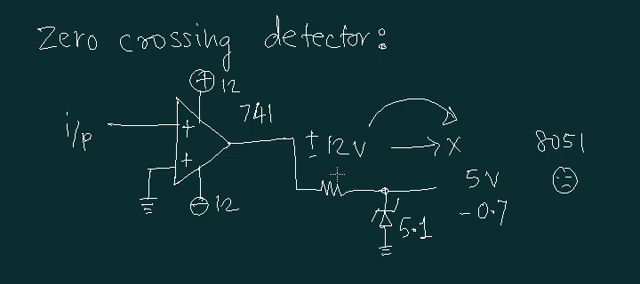 Zero crossing detector:
+ 12
741
i/p
+
± 12V → X
8051
+
5V
- 12
-0.7
5.1